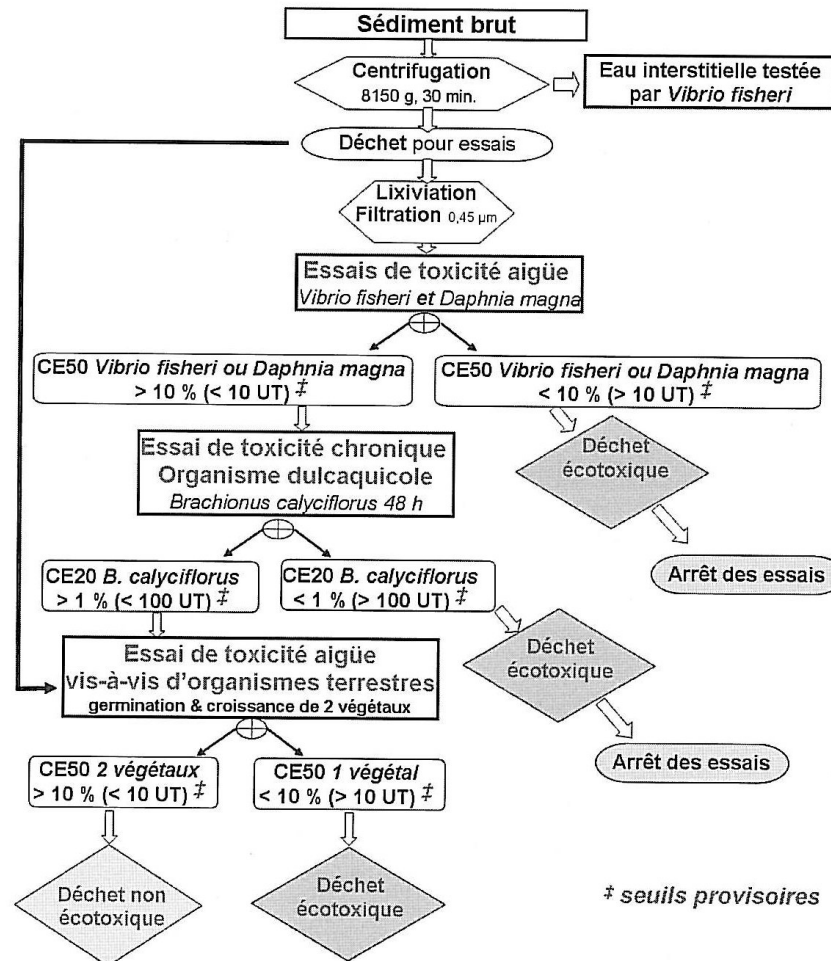 Sédiment brut
Centrifugation
8150 g, 30 min.
Eau interstitielle testée
par Vibrio fisheri
Déchet pour essais
Lixiviation
Filtration 0,45 µm
Essais de toxicité aigüe
Vibrio fisheri et Daphnia magna
CE50 Vibrio fisheri ou Daphnia magna
> 10 % (< 10 UT) ‡
CE50 Vibrio fisheri ou Daphnia magna
< 10 % (> 10 UT) ‡
Essai de toxicité chronique
Organisme dulcaquicole
Brachionus calyciflorus 48 h
Déchet
écotoxique
Arrêt des essais
CE20 B. calyciflorus
> 1 % (< 100 UT) ‡
CE20 B. calyciflorus
< 1 % (> 100 UT) ‡
Essai de toxicité aigüe
vis-à-vis d'organismes terrestres
germination & croissance de 2 végétaux
Déchet
écotoxique
Arrêt des essais
CE50 2 végétaux
> 10 % (< 10 UT) ‡
CE50 1 végétal
< 10 % (> 10 UT) ‡
Déchet non
écotoxique
Déchet
écotoxique
‡ seuils provisoires